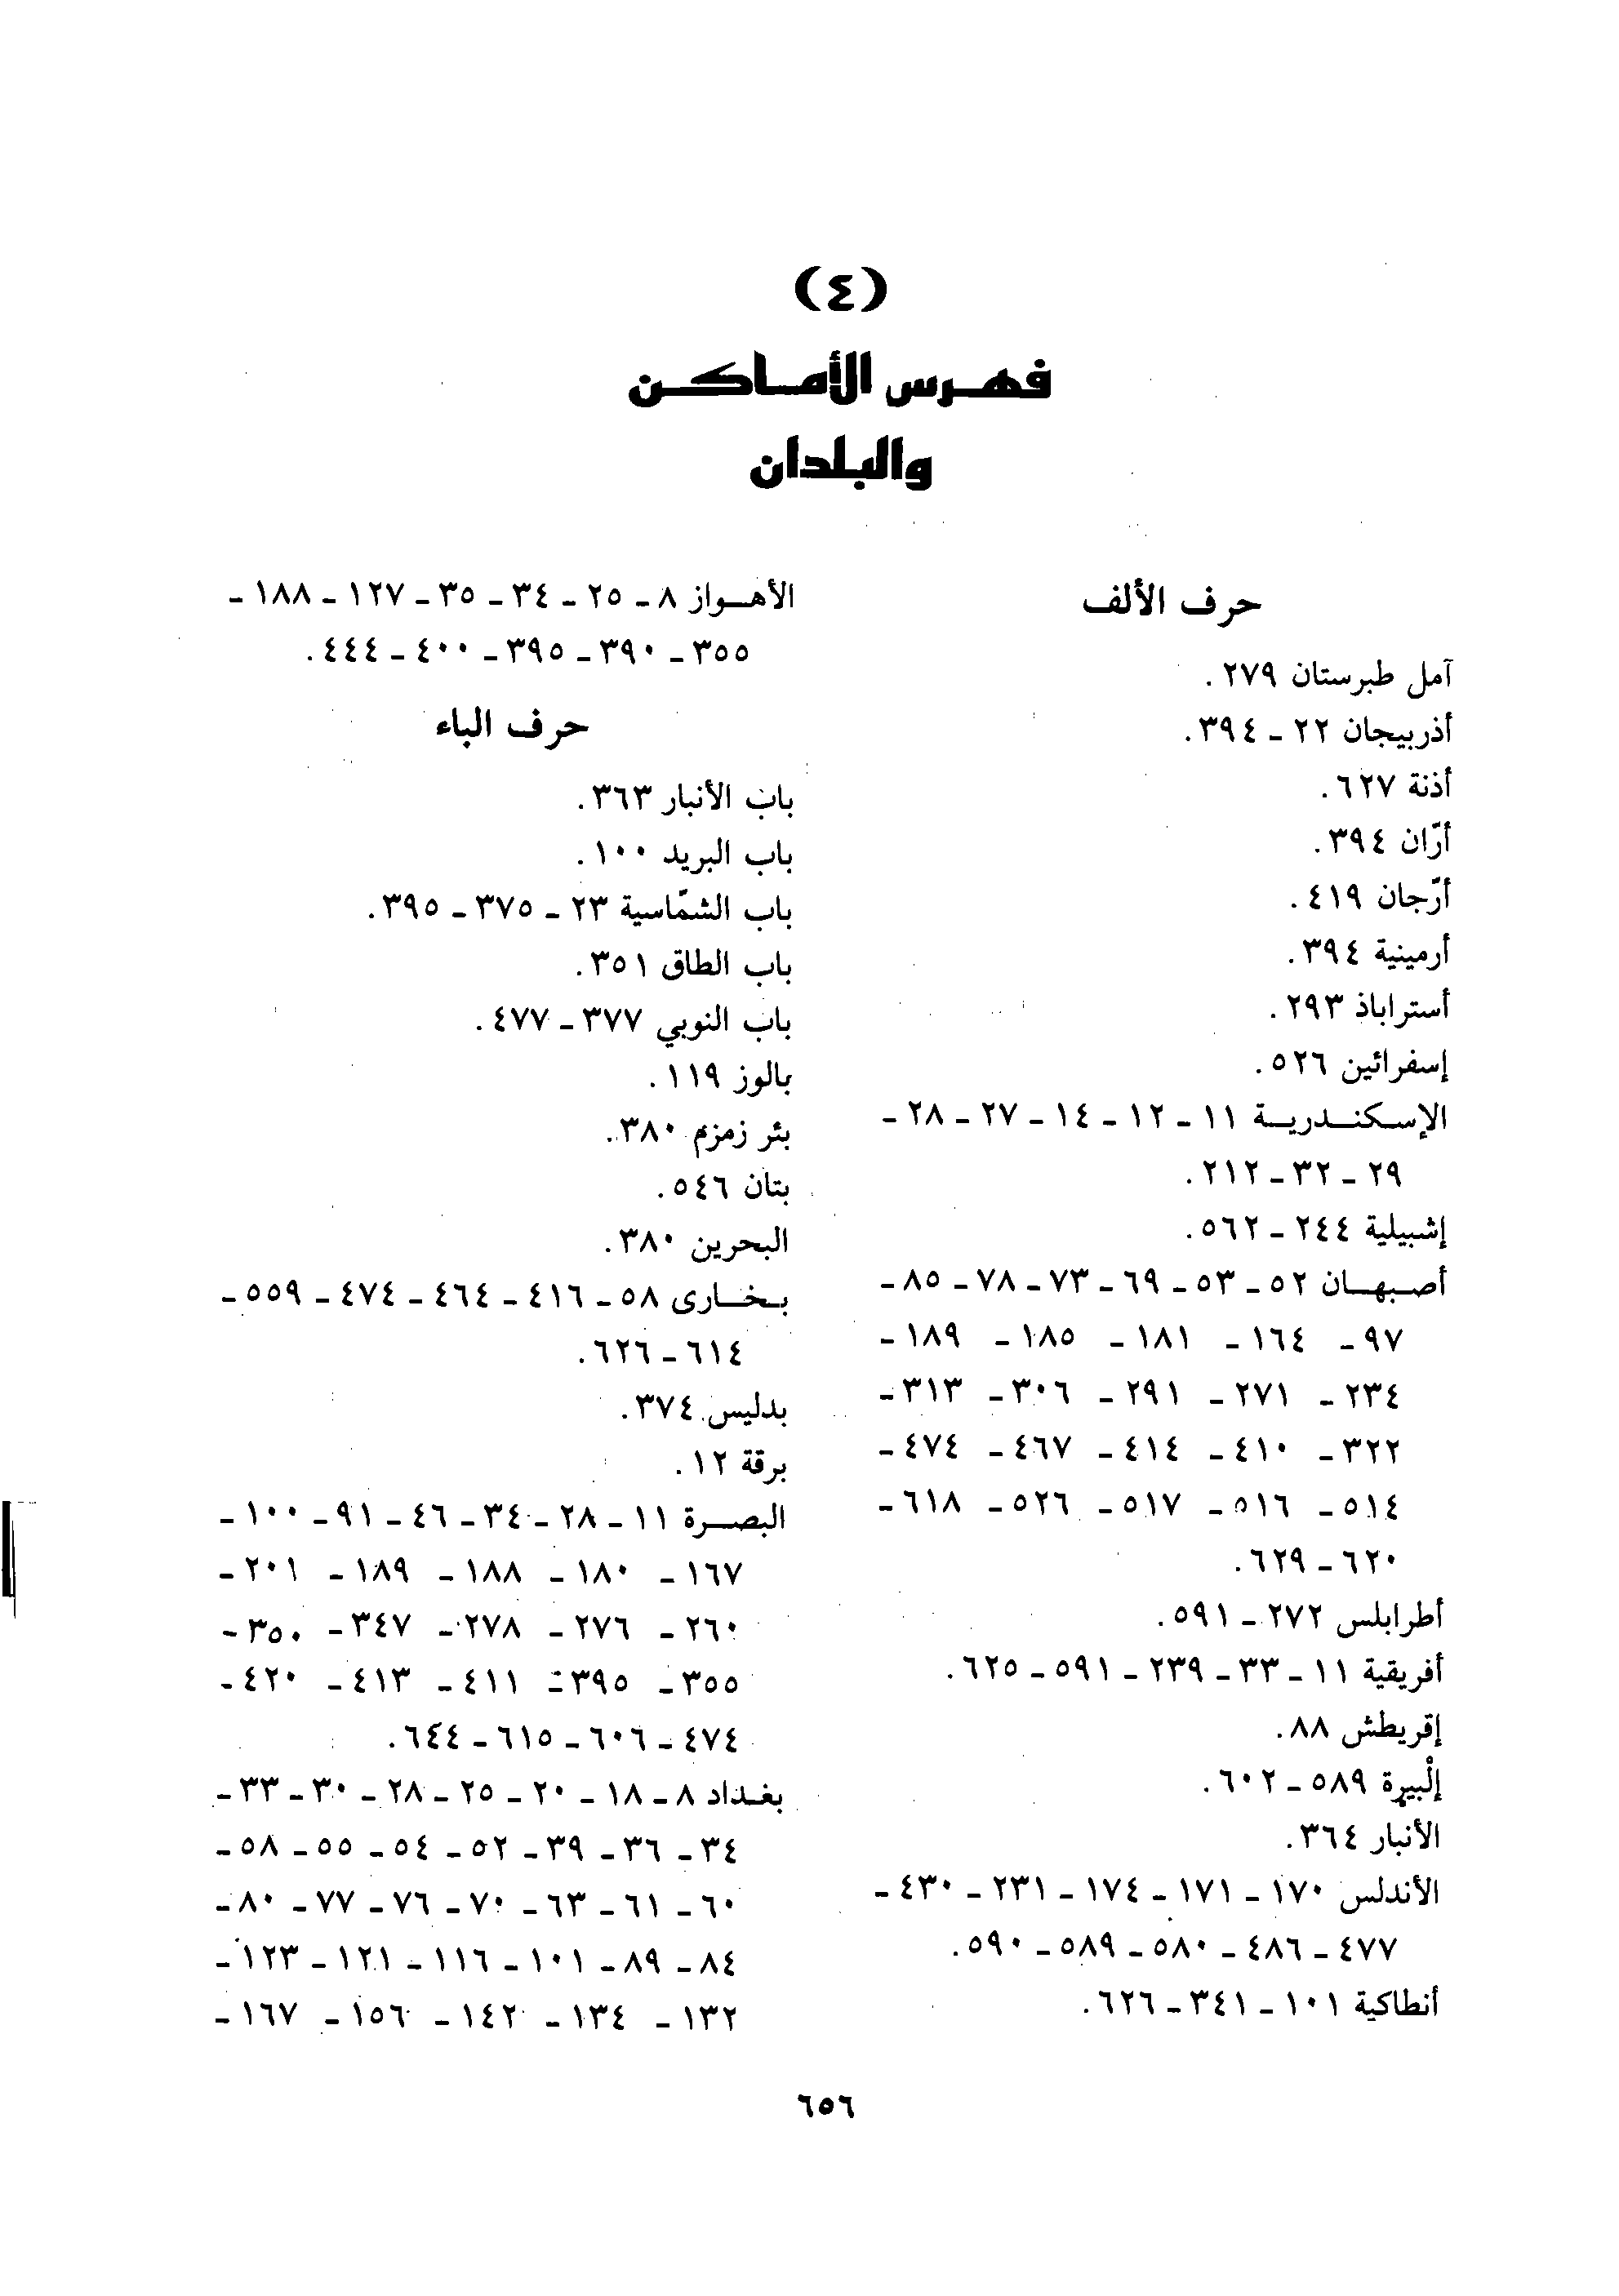 (٤)
فهرس الأماكن
والبلدان
حرف الألف
آمل طبرستان ٢٧٩.
أذربيجان ٢٢ - ٣٩٤.
أذنة ٦٢٧.
أرّان ٣٩٤.
أرّجان ٤١٩.
أرمينية ٣٩٤.
أستراباذ ٢٩٣.
إسفرائين ٥٢٦.
الإسكندرية ١١ - ١٢ - ١٤ - ٢٧ - ٢٨ -
٢٩ - ٣٢ - ٢١٢.
إشبيلية ٢٤٤ - ٥٦٢.
أصبهان ٥٢ - ٥٣ - ٦٩ - ٧٣ - ٧٨ - ٨٥ -
٩٧ - ١٦٤ - ١٨١ - ١٨٥ - ١٨٩ -
٢٣٤ - ٢٧١ - ٢٩١ - ٣٠٦ - ٣١٣ -
٣٢٢ - ٤١٠ - ٤١٤ - ٤٦٧ - ٤٧٤ -
٥١٤ - ٥١٦ - ٥١٧ - ٥٢٦ - ٦١٨ -
٦٢٠ - ٦٢٩.
أطرابلس ٢٧٢ - ٥٩١.
أفريقية ١١ - ٣٣ - ٢٣٩ - ٥٩١ - ٦٢٥.
إقريطش ٨٨.
إلْبيرة ٥٨٩ - ٦٠٢.
الأنبار ٣٦٤.
الأندلس ١٧٠ - ١٧١ - ١٧٤ - ٢٣١ - ٤٣٠ -
٤٧٧ - ٤٨٦ - ٥٨٠ - ٥٨٩ - ٥٩٠.
أنطاكية ١٠١ - ٣٤١ - ٦٢٦.
الأهواز ٨ - ٢٥ - ٣٤ - ٣٥ - ١٢٧ - ١٨٨ -
٣٥٥ - ٣٩٠ - ٣٩٥ - ٤٠٠ - ٤٤٤.
حرف الباء
باب الأنبار ٣٦٣.
باب البريد ١٠٠.
باب الشمّاسية ٢٣ - ٣٧٥ - ٣٩٥.
باب الطاق ٣٥١.
باب النوبي ٣٧٧ - ٤٧٧.
بالوز ١١٩.
بئر زمزم ٣٨٠.
بتان ٥٤٦.
البحرين ٣٨٠.
بخارى ٥٨ - ٤١٦ - ٤٦٤ - ٤٧٤ - ٥٥٩ -
٦١٤ - ٦٢٦.
بدليس ٣٧٤.
برقة ١٢.
البصرة ١١ - ٢٨ - ٣٤ - ٤٦ - ٩١ - ١٠٠ -
١٦٧ - ١٨٠ - ١٨٨ - ١٨٩ - ٢٠١ -
٢٦٠ - ٢٧٦ - ٢٧٨ - ٣٤٧ - ٣٥٠ -
٣٥٥ - ٣٩٥ - ٤١١ - ٤١٣ - ٤٢٠ -
٤٧٤ - ٦٠٦ - ٦١٥ - ٦٤٤.
بغداد ٨ - ١٨ - ٢٠ - ٢٥ - ٢٨ - ٣٠ - ٣٣ -
٣٤ - ٣٦ - ٣٩ - ٥٢ - ٥٤ - ٥٥ - ٥٨ -
٦٠ - ٦١ - ٦٣ - ٧٠ - ٧٦ - ٧٧ - ٨٠ -
٨٤ - ٨٩ - ١٠١ - ١١٦ - ١٢١ - ١٢٣ -
١٣٢ - ١٣٤ - ١٤٢ - ١٥٦ - ١٦٧ -
٦٥٦